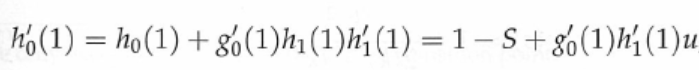 h′₀(1) = h₀(1) + g′₀(1)h₁(1)h′₁(1) = 1 − S + g′₀(1)h′₁(1)u